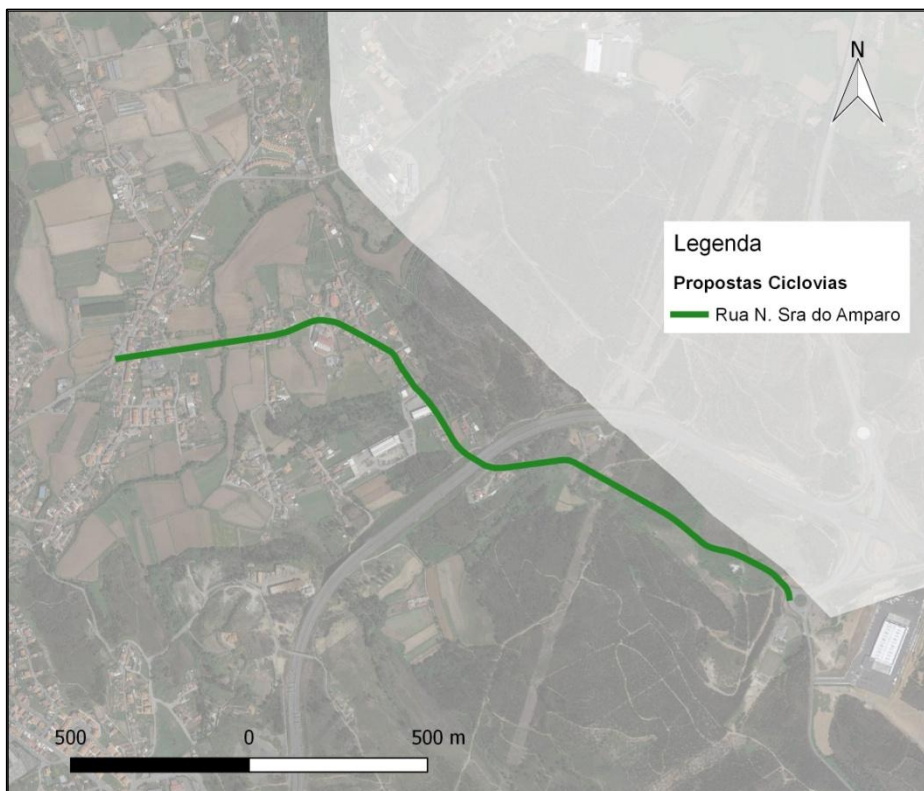 N
Legenda
Propostas Ciclovias
Rua N. Sra do Amparo
500 0 500 m